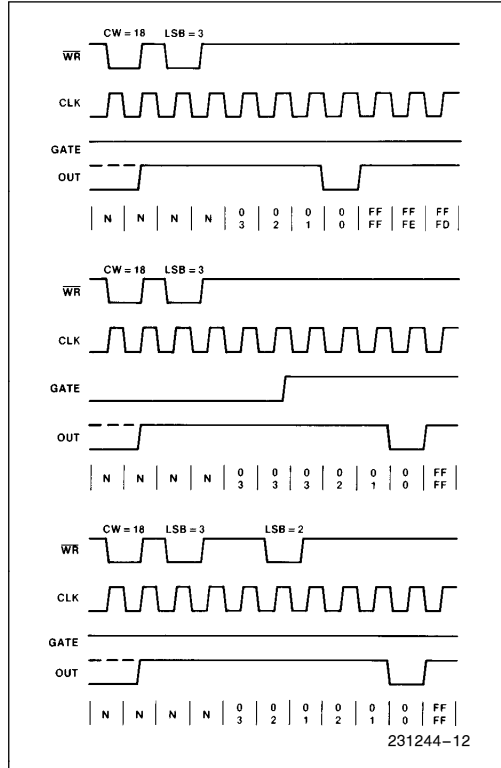 CW = 18 LSB = 3
WR
CLK
GATE
OUT
N N N N 0 0 0 0 FF FF FF
3 2 1 0 FF FE FD
CW = 18 LSB = 3
WR
CLK
GATE
OUT
N N N N 0 0 0 0 0 0 FF
3 3 3 2 1 0 FF
CW = 18 LSB = 3 LSB = 2
WR
CLK
GATE
OUT
N N N N 0 0 0 0 0 0 FF
3 2 1 2 1 0 FF
231244–12